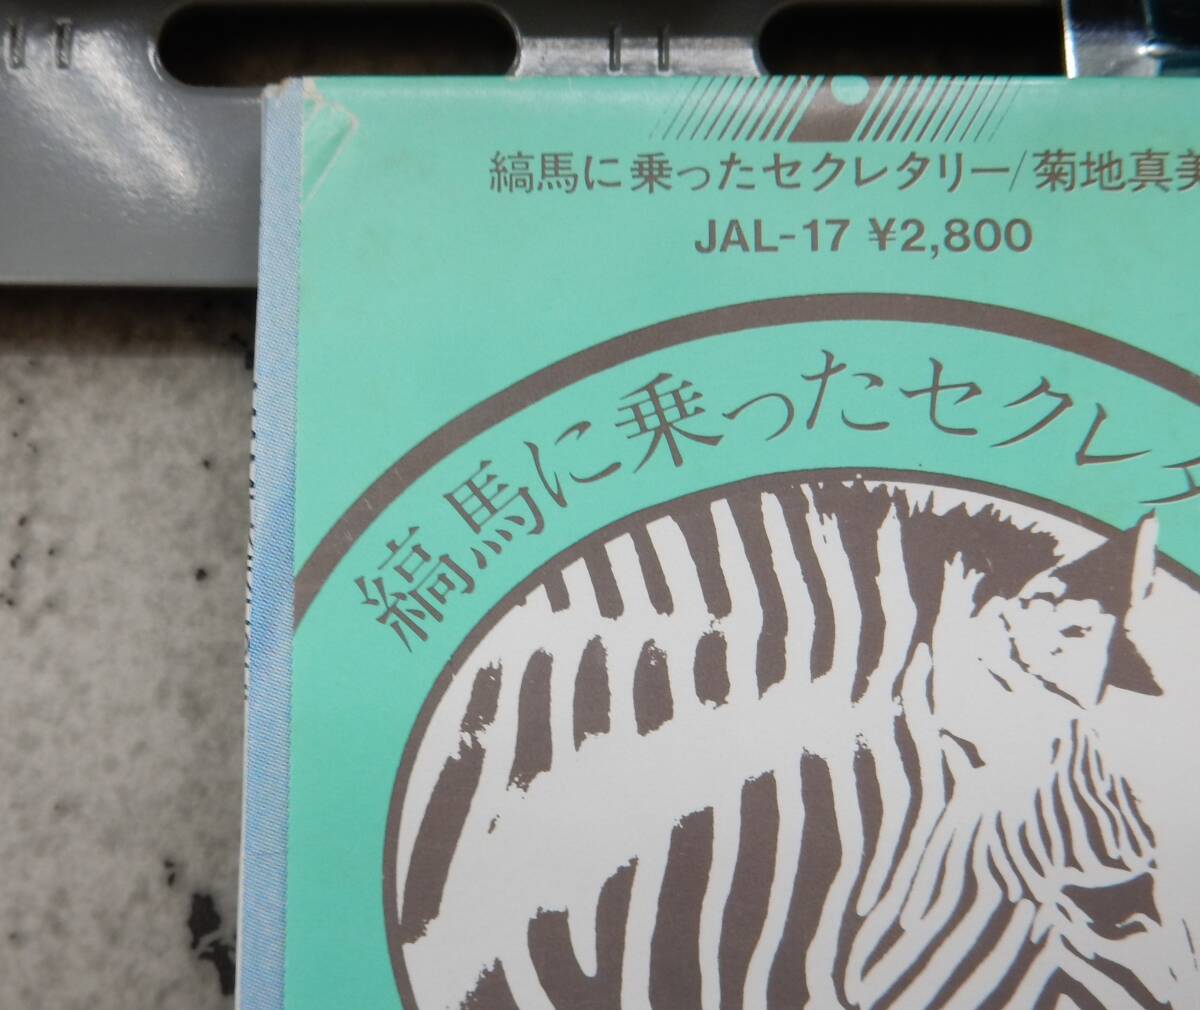 縞馬に乗ったセクレタリー/菊地真美
JAL-17 ¥2,800
縞馬に乗ったセクレタ